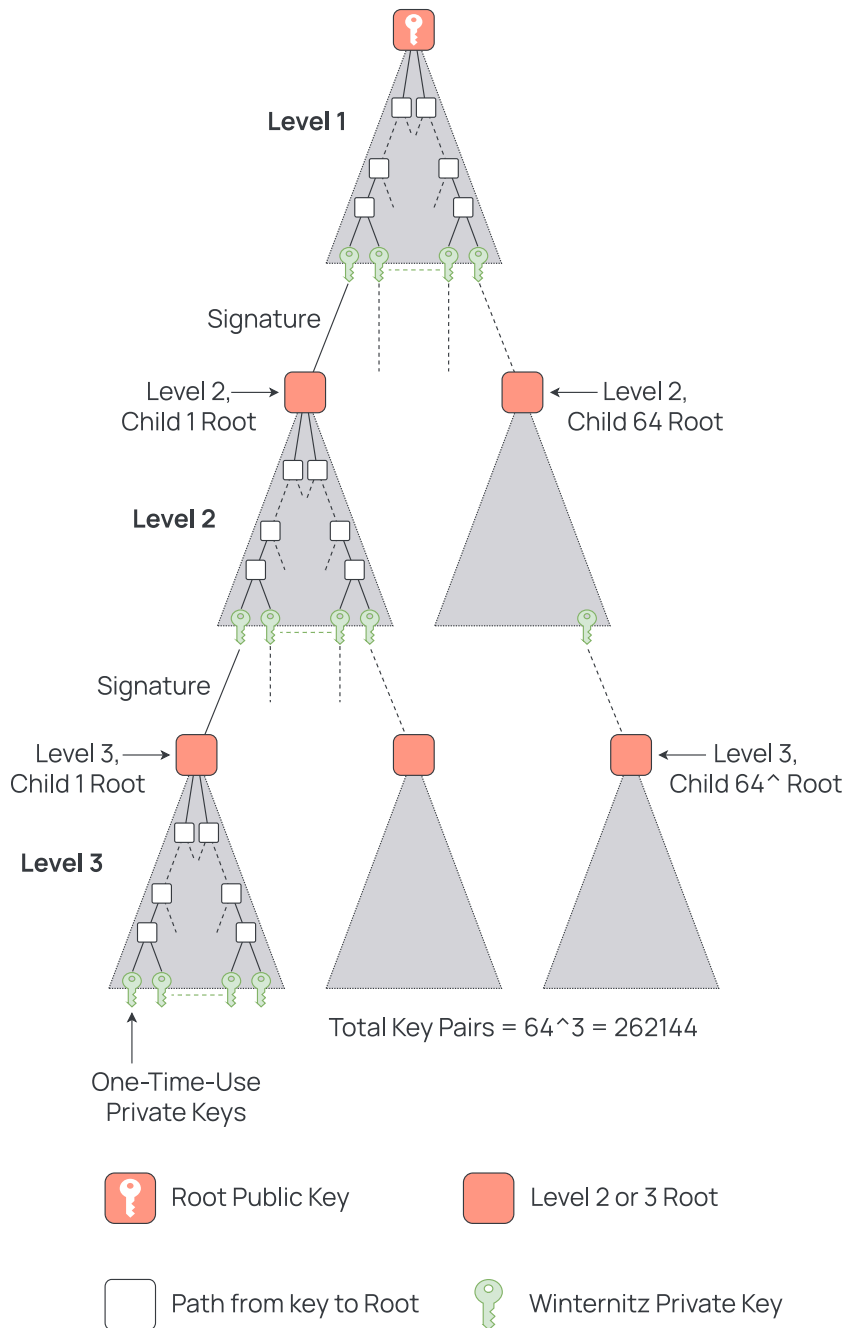 Level 1
Signature
Level 2,
Child 1 Root
Level 2,
Child 64 Root
Level 2
Signature
Level 3,
Child 1 Root
Level 3,
Child 64^ Root
Level 3
Total Key Pairs = 64^3 = 262144
One-Time-Use
Private Keys
Root Public Key
Level 2 or 3 Root
Path from key to Root
Winternitz Private Key